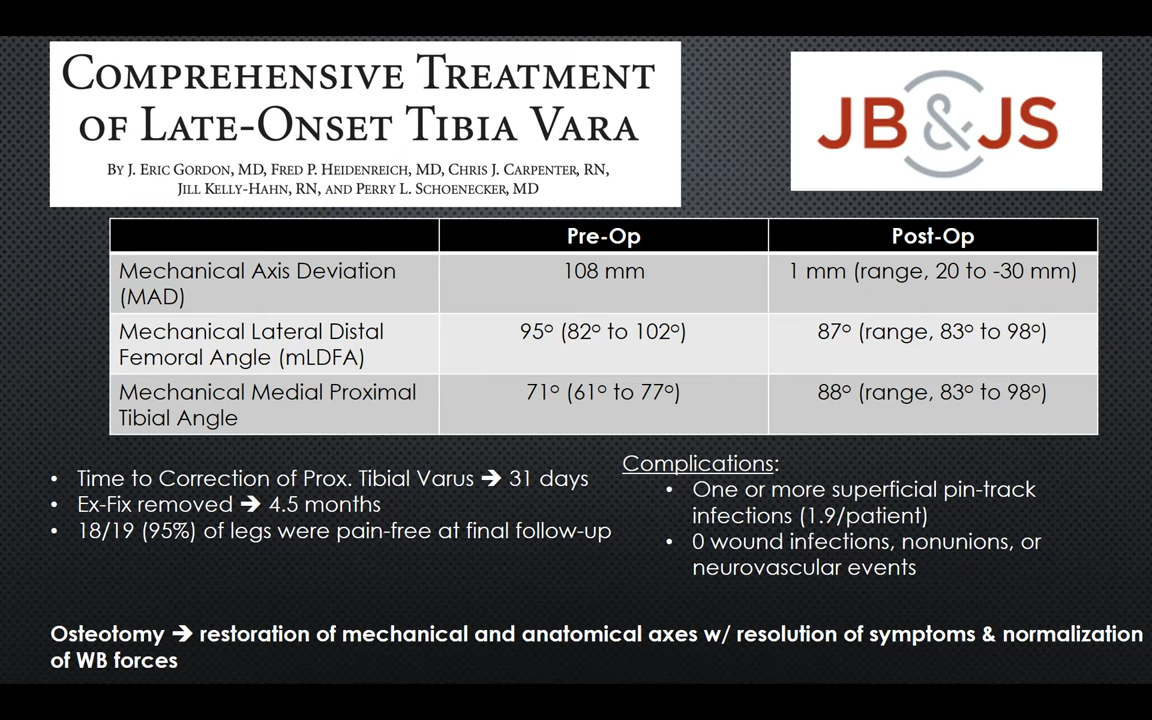 COMPREHENSIVE TREATMENT
OF LATE-ONSET TIBIA VARA
BY J. ERIC GORDON, MD, FRED P. HEIDENREICH, MD, CHRIS J. CARPENTER, RN,
JILL KELLY-HAHN, RN, AND PERRY L. SCHOENECKER, MD
JB&JS
Pre-Op Post-Op
Mechanical Axis Deviation (MAD) 108 mm 1 mm (range, 20 to -30 mm)
Mechanical Lateral Distal Femoral Angle (mLDFA) 95° (82° to 102°) 87° (range, 83° to 98°)
Mechanical Medial Proximal Tibial Angle 71° (61° to 77°) 88° (range, 83° to 98°)
• Time to Correction of Prox. Tibial Varus ➔ 31 days
• Ex-Fix removed ➔ 4.5 months
• 18/19 (95%) of legs were pain-free at final follow-up
Complications:
• One or more superficial pin-track
infections (1.9/patient)
• 0 wound infections, nonunions, or
neurovascular events
Osteotomy ➔ restoration of mechanical and anatomical axes w/ resolution of symptoms & normalization
of WB forces